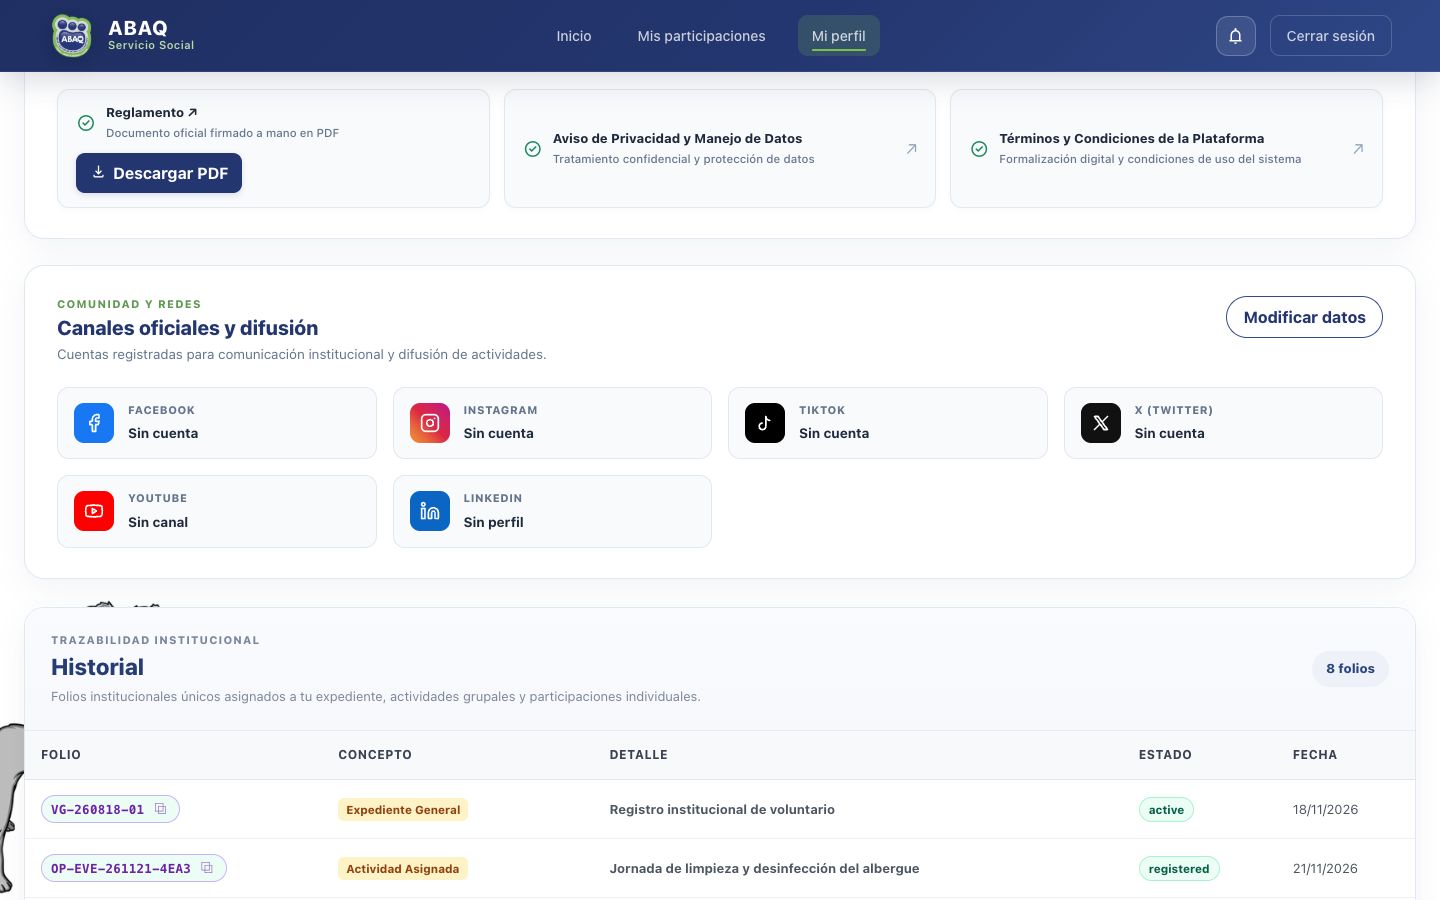 ABAQ
ABAQ
Servicio Social
Inicio
Mis participaciones
Mi perfil
Cerrar sesión
Reglamento ↗
Documento oficial firmado a mano en PDF
Descargar PDF
Aviso de Privacidad y Manejo de Datos
Tratamiento confidencial y protección de datos
Términos y Condiciones de la Plataforma
Formalización digital y condiciones de uso del sistema
COMUNIDAD Y REDES
Canales oficiales y difusión
Cuentas registradas para comunicación institucional y difusión de actividades.
Modificar datos
FACEBOOK
Sin cuenta
INSTAGRAM
Sin cuenta
TIKTOK
Sin cuenta
X (TWITTER)
Sin cuenta
YOUTUBE
Sin canal
LINKEDIN
Sin perfil
TRAZABILIDAD INSTITUCIONAL
Historial
Folios institucionales únicos asignados a tu expediente, actividades grupales y participaciones individuales.
8 folios
FOLIO CONCEPTO DETALLE ESTADO FECHA
VG-260818-01 Expediente General Registro institucional de voluntario active 18/11/2026
OP-EVE-261121-4EA3 Actividad Asignada Jornada de limpieza y desinfección del albergue registered 21/11/2026